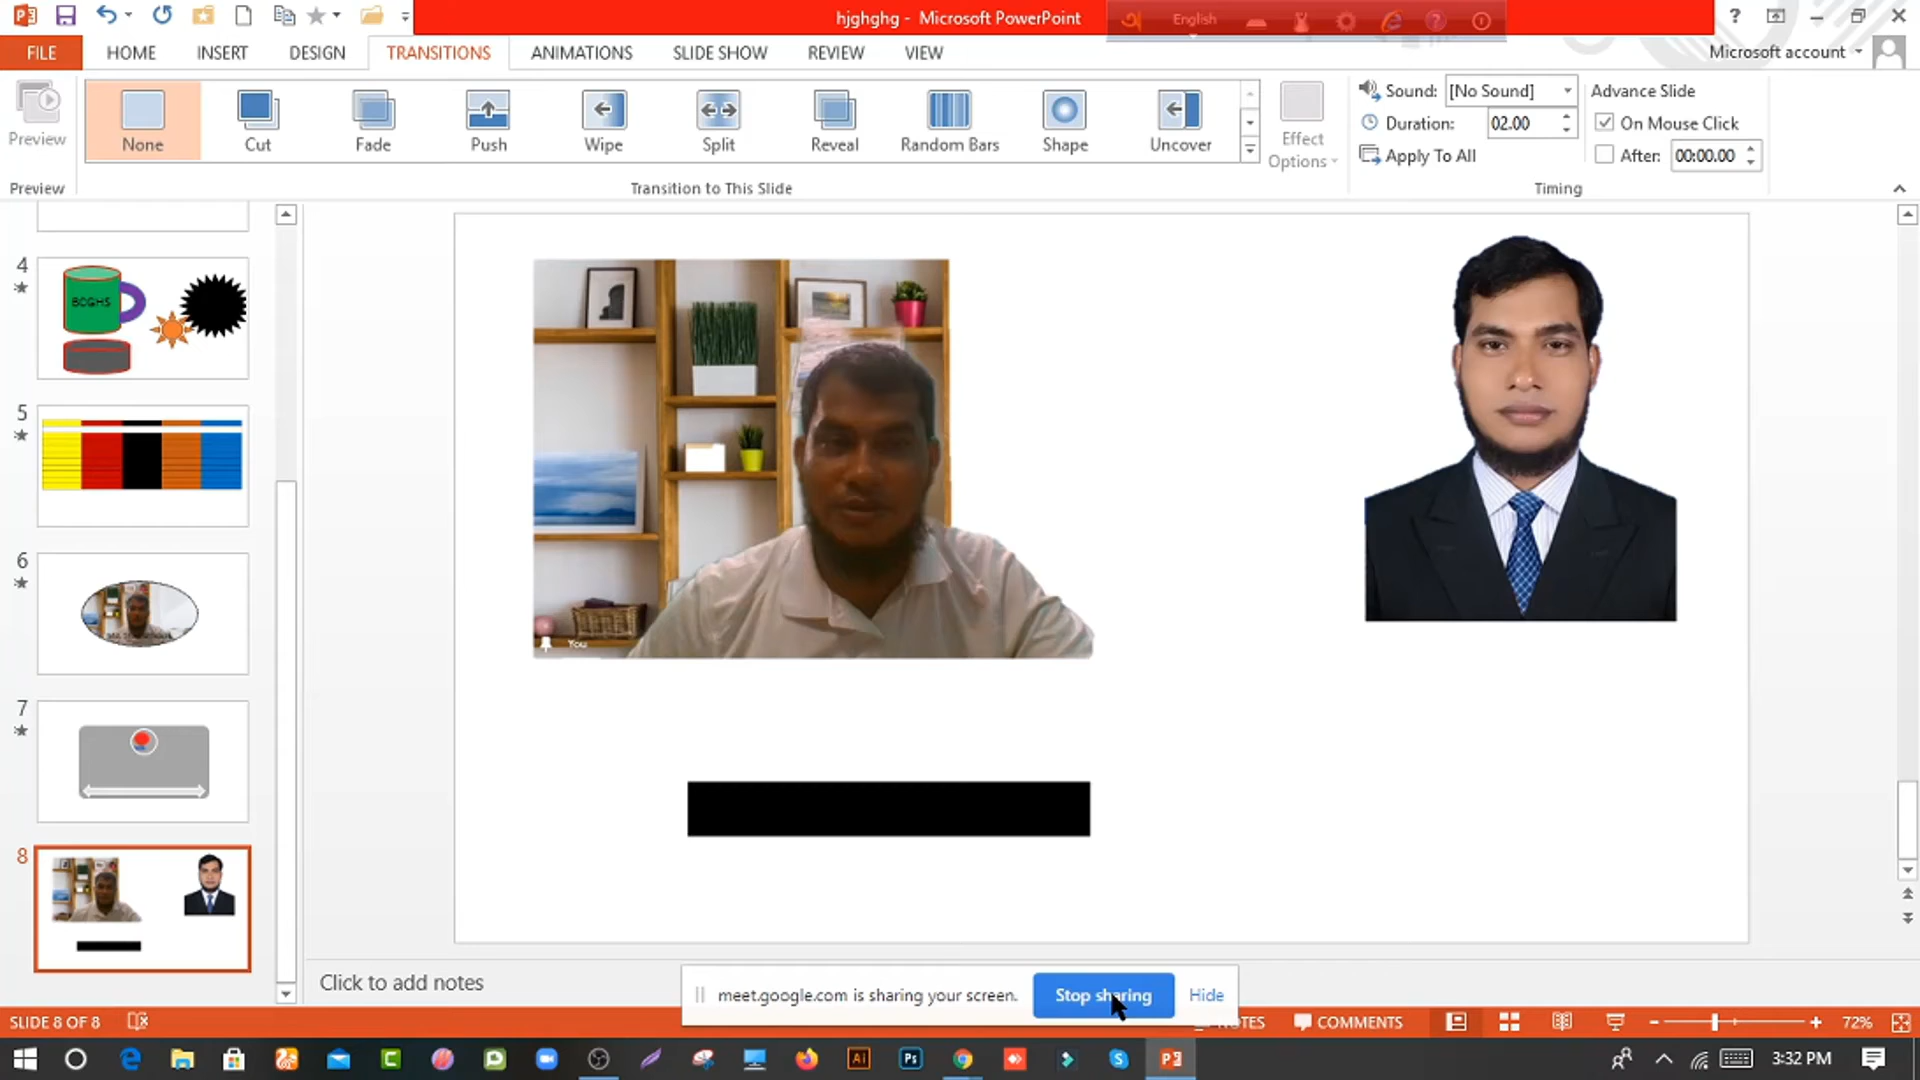 hjghghg - Microsoft PowerPoint
English
FILE HOME INSERT DESIGN TRANSITIONS ANIMATIONS SLIDE SHOW REVIEW VIEW
Microsoft account
Preview
None Cut Fade Push Wipe Split Reveal Random Bars Shape Uncover
Effect
Options
Sound: [No Sound]
Duration: 02.00
Apply To All
Advance Slide
On Mouse Click
After: 00:00.00
Preview
Transition to This Slide
Timing
4
BCGHS
5
6
7
8
You
Click to add notes
meet.google.com is sharing your screen.
Stop sharing
Hide
SLIDE 8 OF 8
NOTES
COMMENTS
72%
3:32 PM